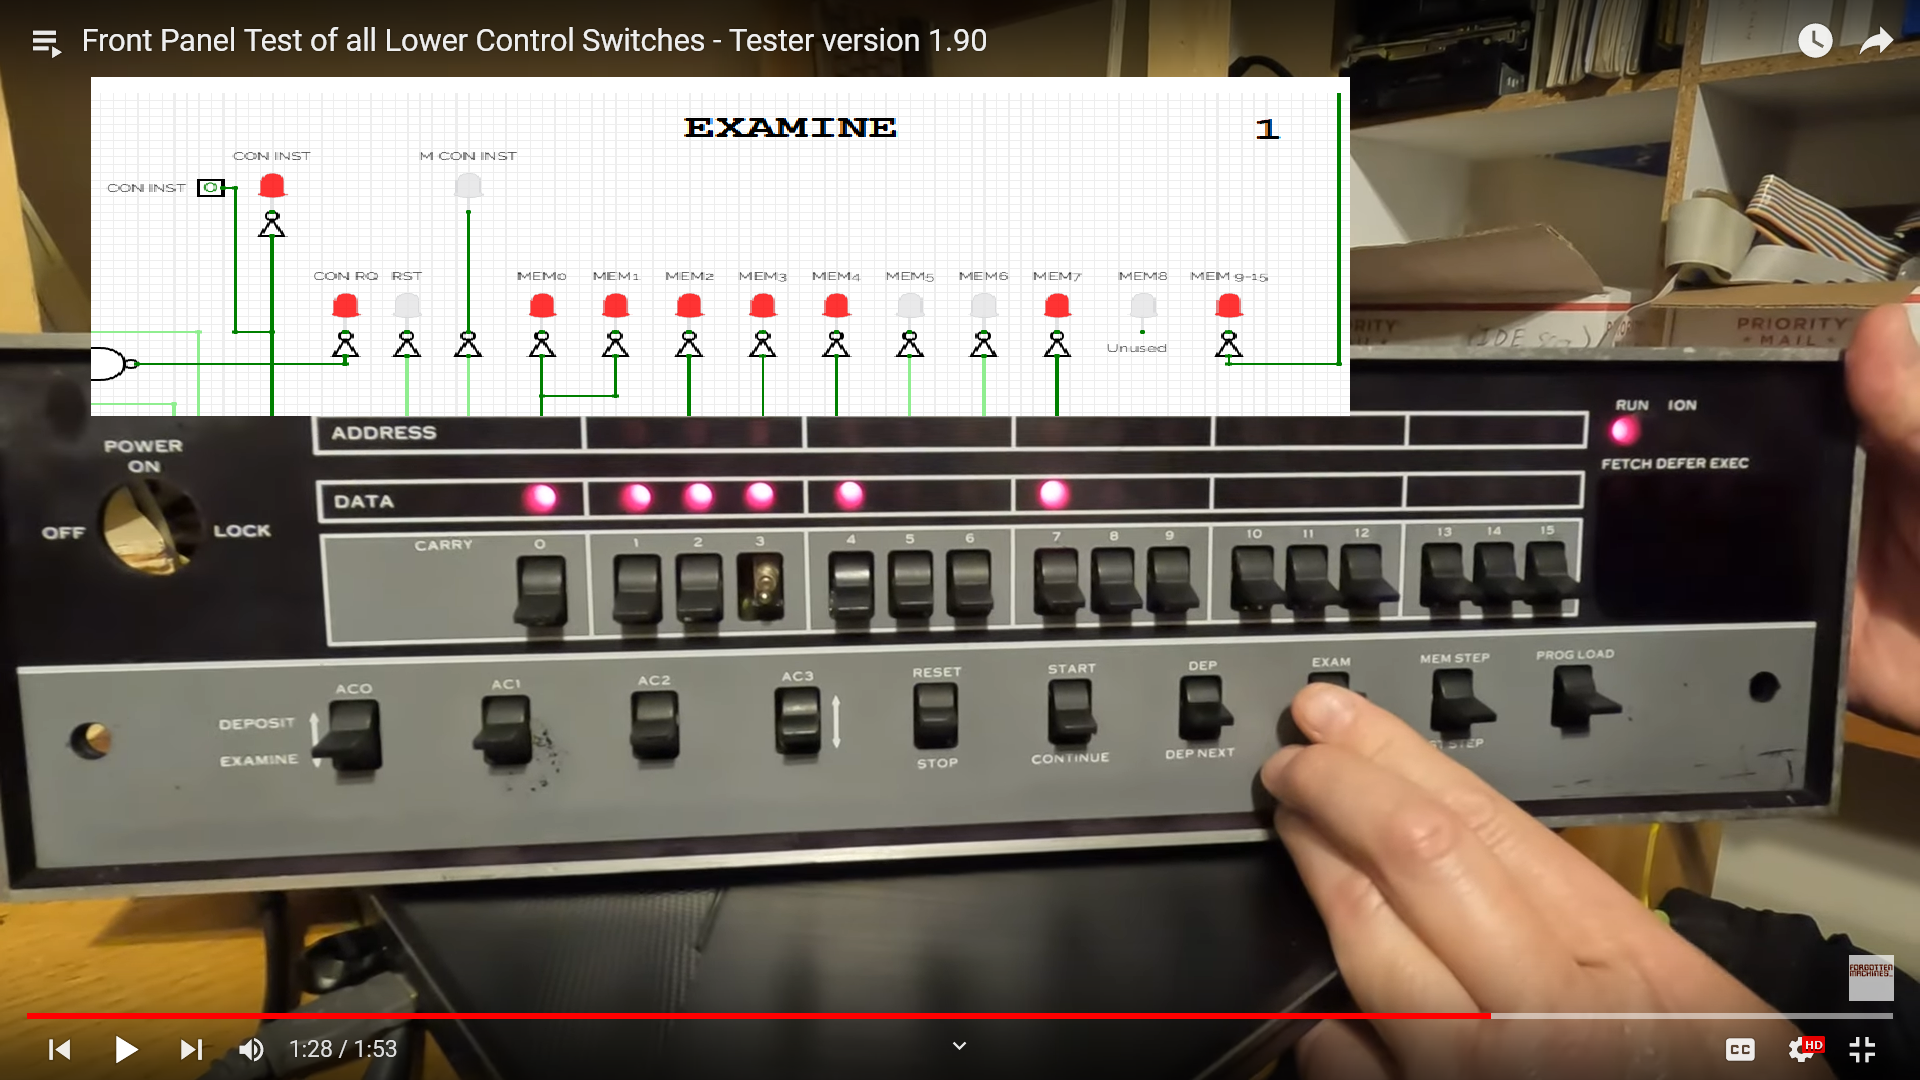 Front Panel Test of all Lower Control Switches - Tester version 1.90
EXAMINE 1
CON INST M CON INST
CON INST
CON RQ RST MEM0 MEM1 MEM2 MEM3 MEM4 MEM5 MEM6 MEM7 MEM8 MEM 9-15
Unused
PRIORITY
MAIL
RUN ION
ADDRESS
FETCH DEFER EXEC
POWER
ON
OFF
LOCK
DATA
CARRY 0 1 2 3 4 5 6 7 8 9 10 11 12 13 14 15
AC0 AC1 AC2 AC3 RESET START DEP EXAM MEM STEP PROG LOAD
DEPOSIT
EXAMINE
STOP CONTINUE DEP NEXT STEP
FORGOTTEN
MACHINES
1:28 / 1:53
CC
HD